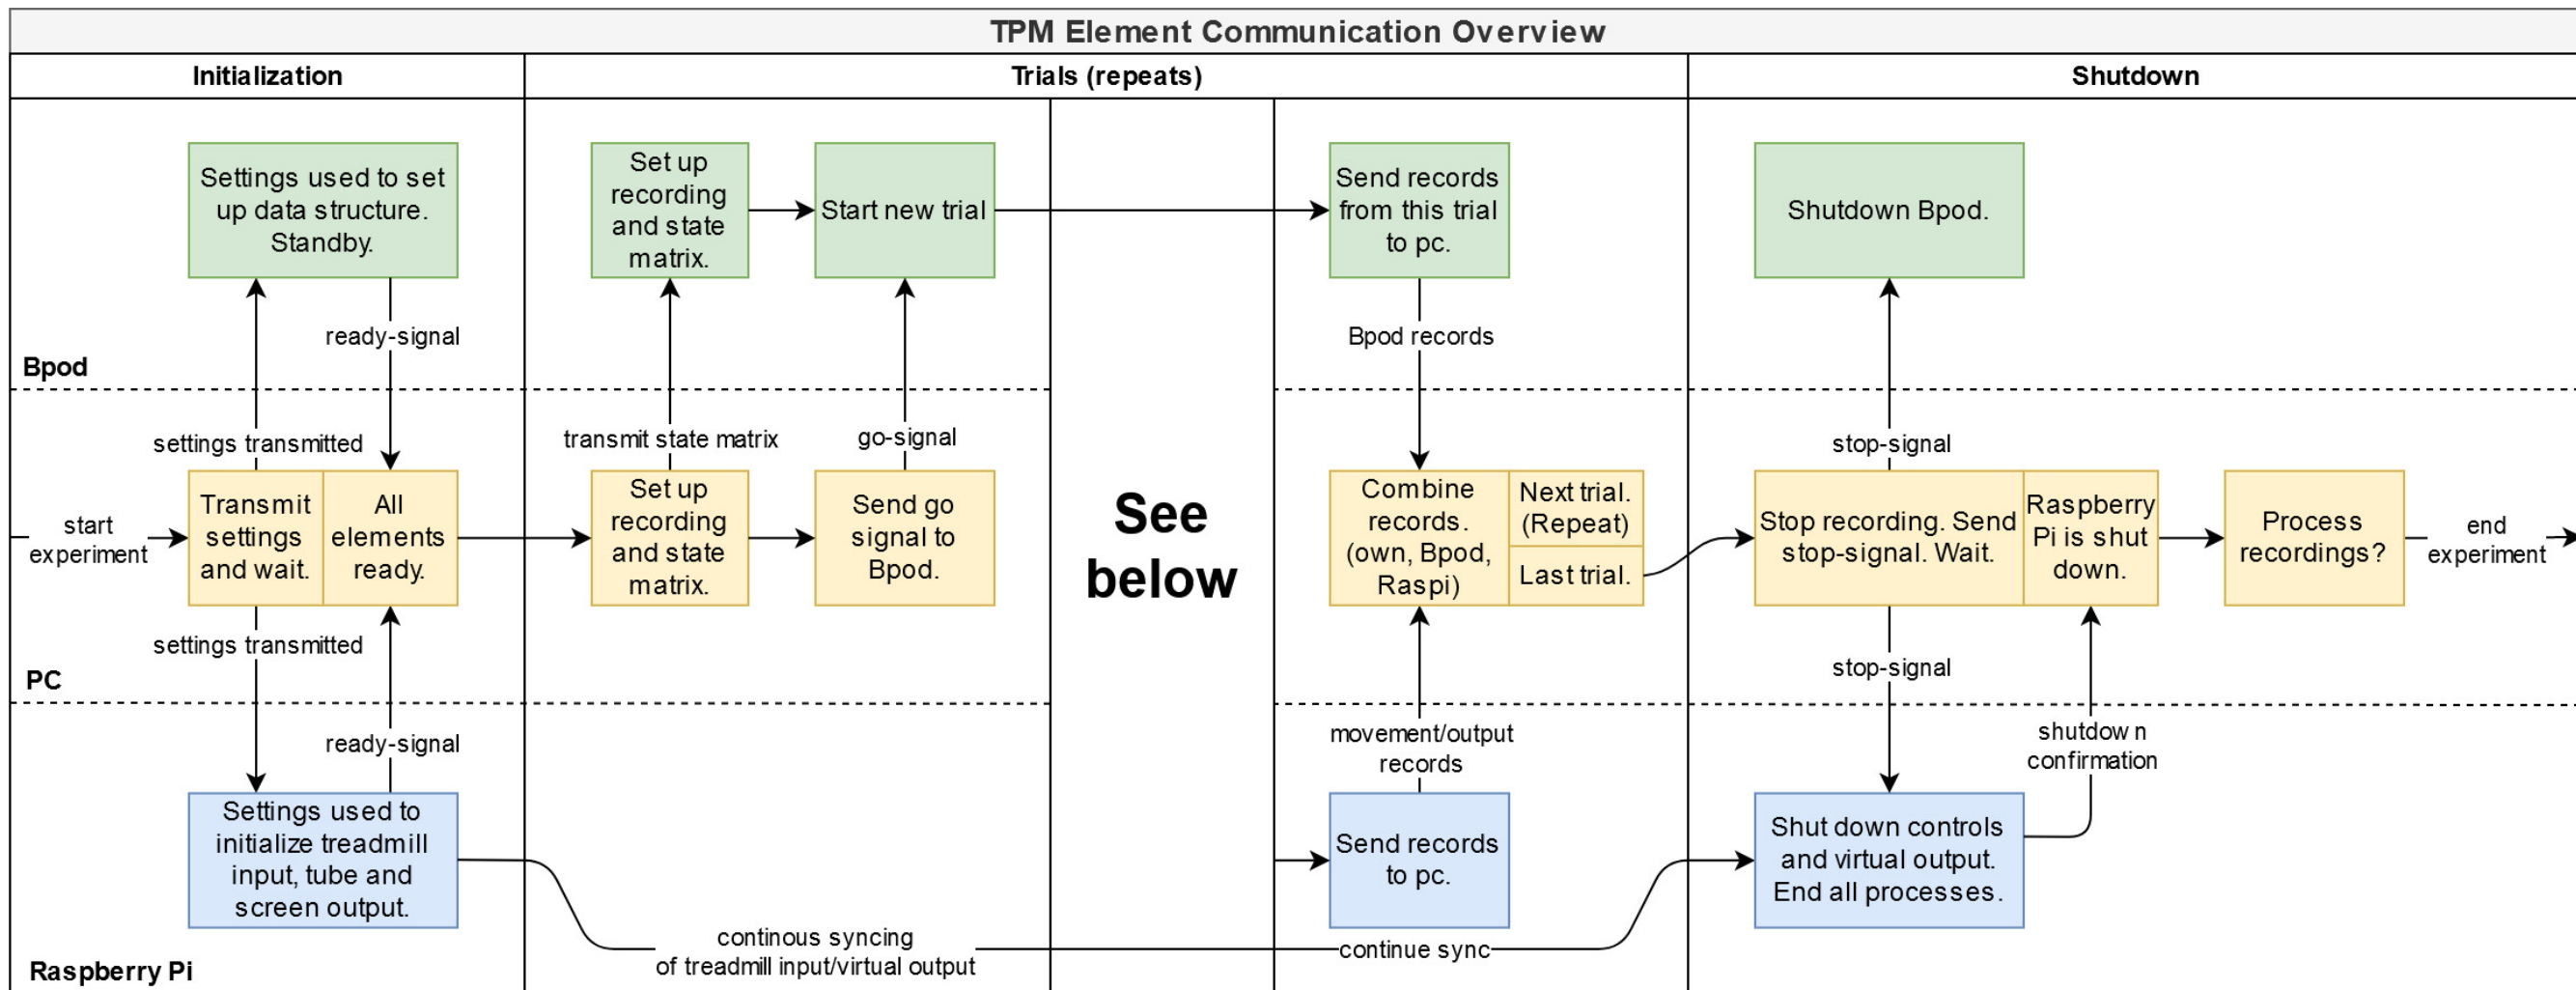 TPM Element Communication Overview
Initialization
Trials (repeats)
Shutdown
Settings used to set
up data structure.
Standby.
Set up
recording
and state
matrix.
Start new trial
Send records
from this trial
to pc.
Shutdown Bpod.
ready-signal
Bpod records
Bpod
settings transmitted
transmit state matrix
go-signal
stop-signal
start
experiment
Transmit
settings
and wait.
All
elements
ready.
Set up
recording
and state
matrix.
Send go
signal to
Bpod.
See
below
Combine
records.
(own, Bpod,
Raspi)
Next trial.
(Repeat)
Last trial.
Stop recording. Send
stop-signal. Wait.
Raspberry
Pi is shut
down.
Process
recordings?
end
experiment
settings transmitted
stop-signal
PC
ready-signal
movement/output
records
shutdown
confirmation
Settings used to
initialize treadmill
input, tube and
screen output.
Send records
to pc.
Shut down controls
and virtual output.
End all processes.
continous syncing
of treadmill input/virtual output
continue sync
Raspberry Pi